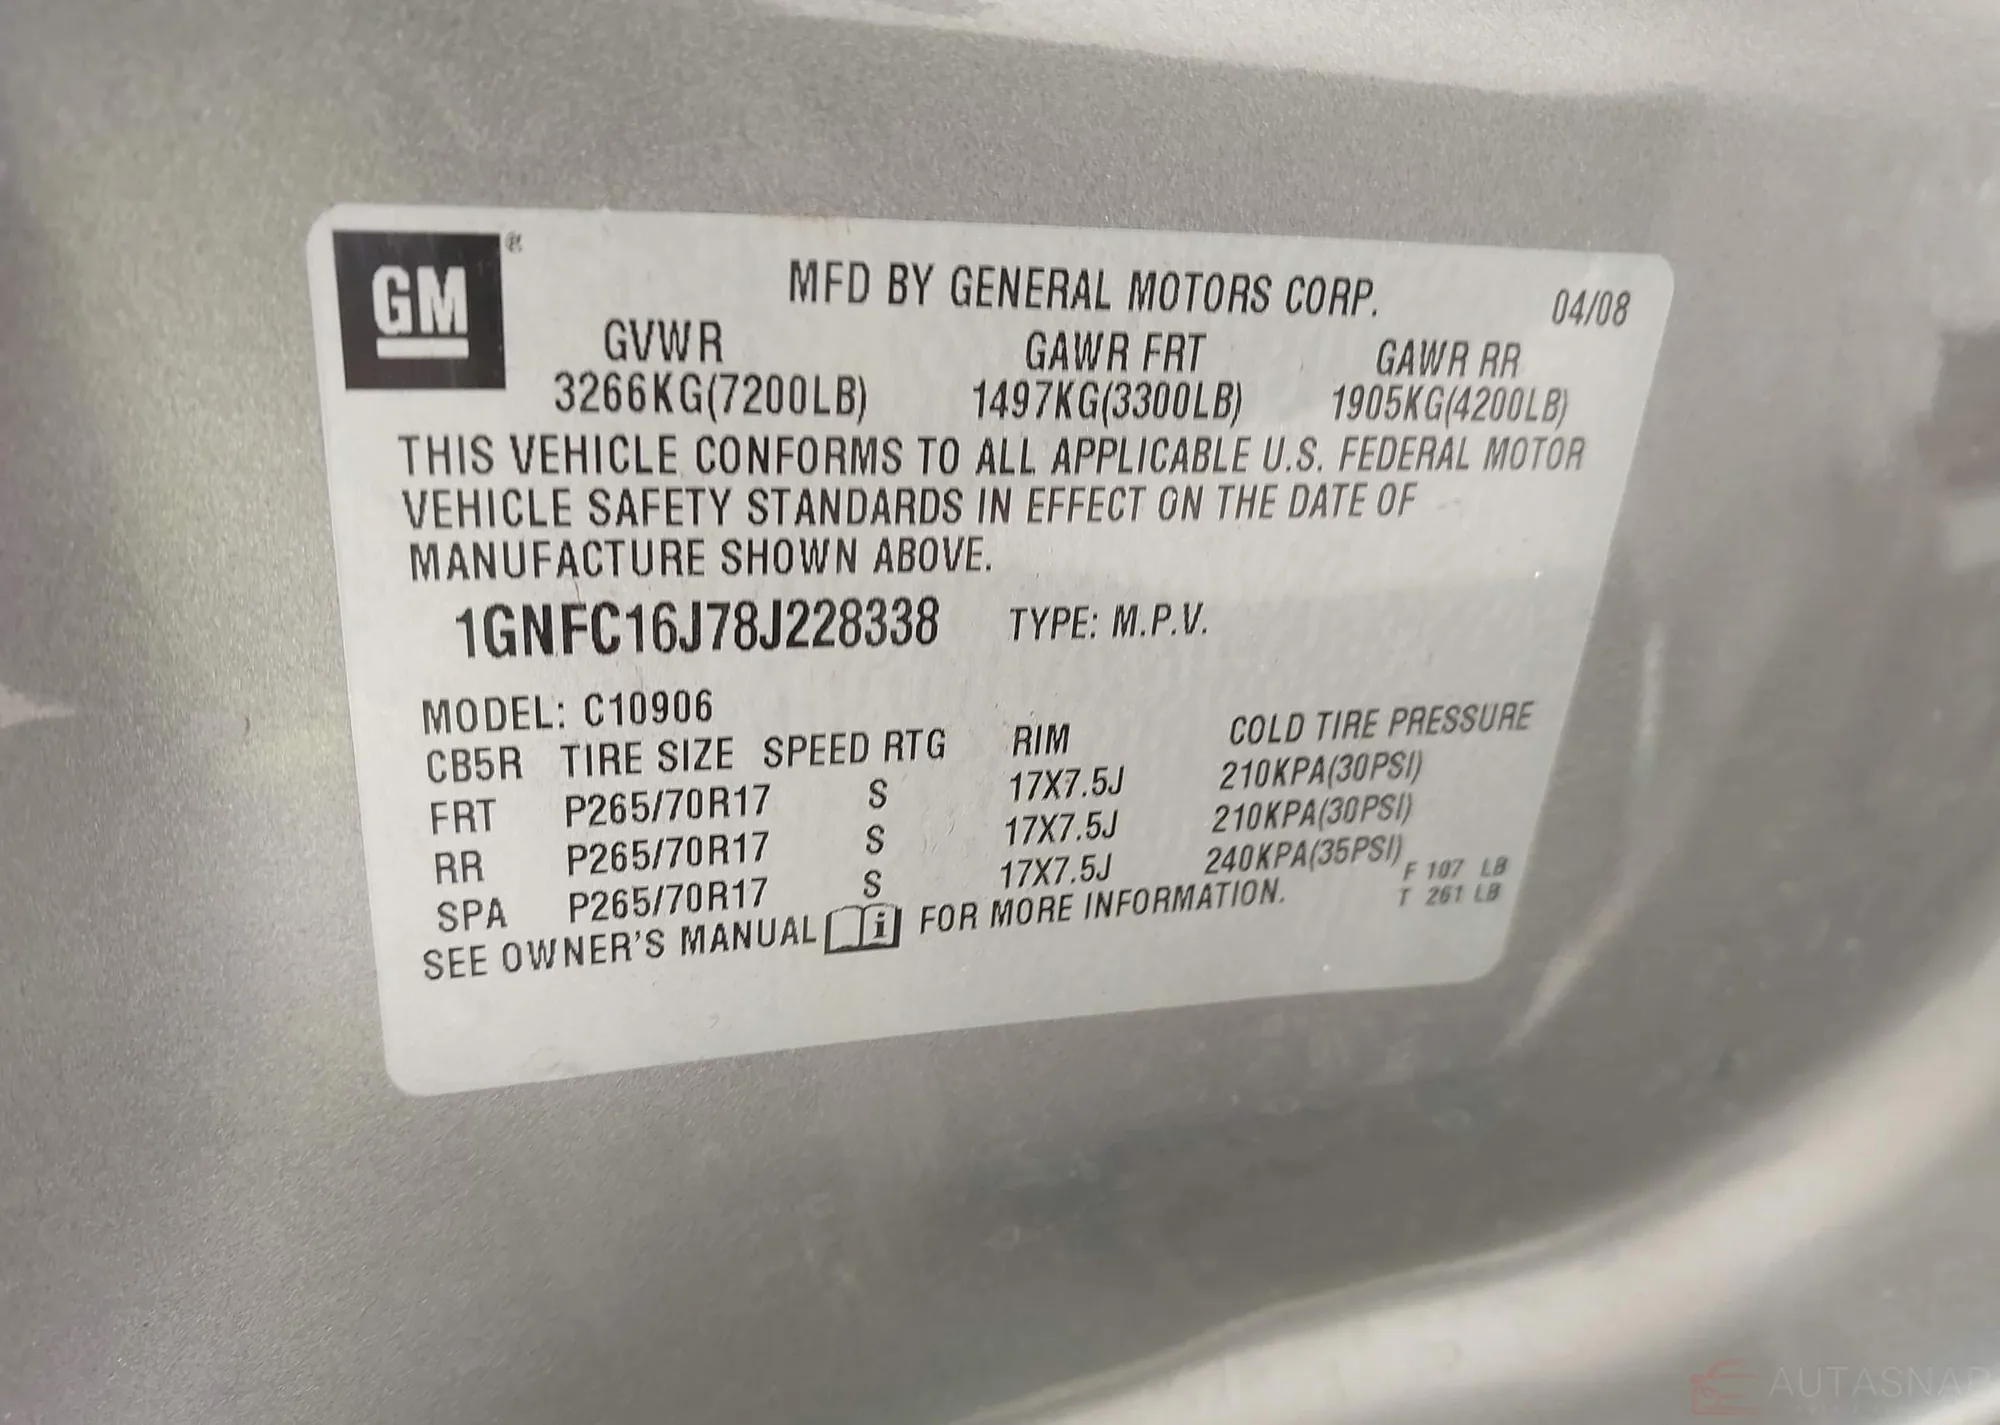 GM ®
MFD BY GENERAL MOTORS CORP. 04/08
GVWR GAWR FRT GAWR RR
3266KG(7200LB) 1497KG(3300LB) 1905KG(4200LB)
THIS VEHICLE CONFORMS TO ALL APPLICABLE U.S. FEDERAL MOTOR
VEHICLE SAFETY STANDARDS IN EFFECT ON THE DATE OF
MANUFACTURE SHOWN ABOVE.
1GNFC16J78J228338 TYPE: M.P.V.
MODEL: C10906
CB5R TIRE SIZE SPEED RTG RIM COLD TIRE PRESSURE
FRT P265/70R17 S 17X7.5J 210KPA(30PSI)
RR P265/70R17 S 17X7.5J 210KPA(30PSI)
SPA P265/70R17 S 17X7.5J 240KPA(35PSI)
F 107 LB
T 261 LB
SEE OWNER'S MANUAL i FOR MORE INFORMATION.
AUTASNAP